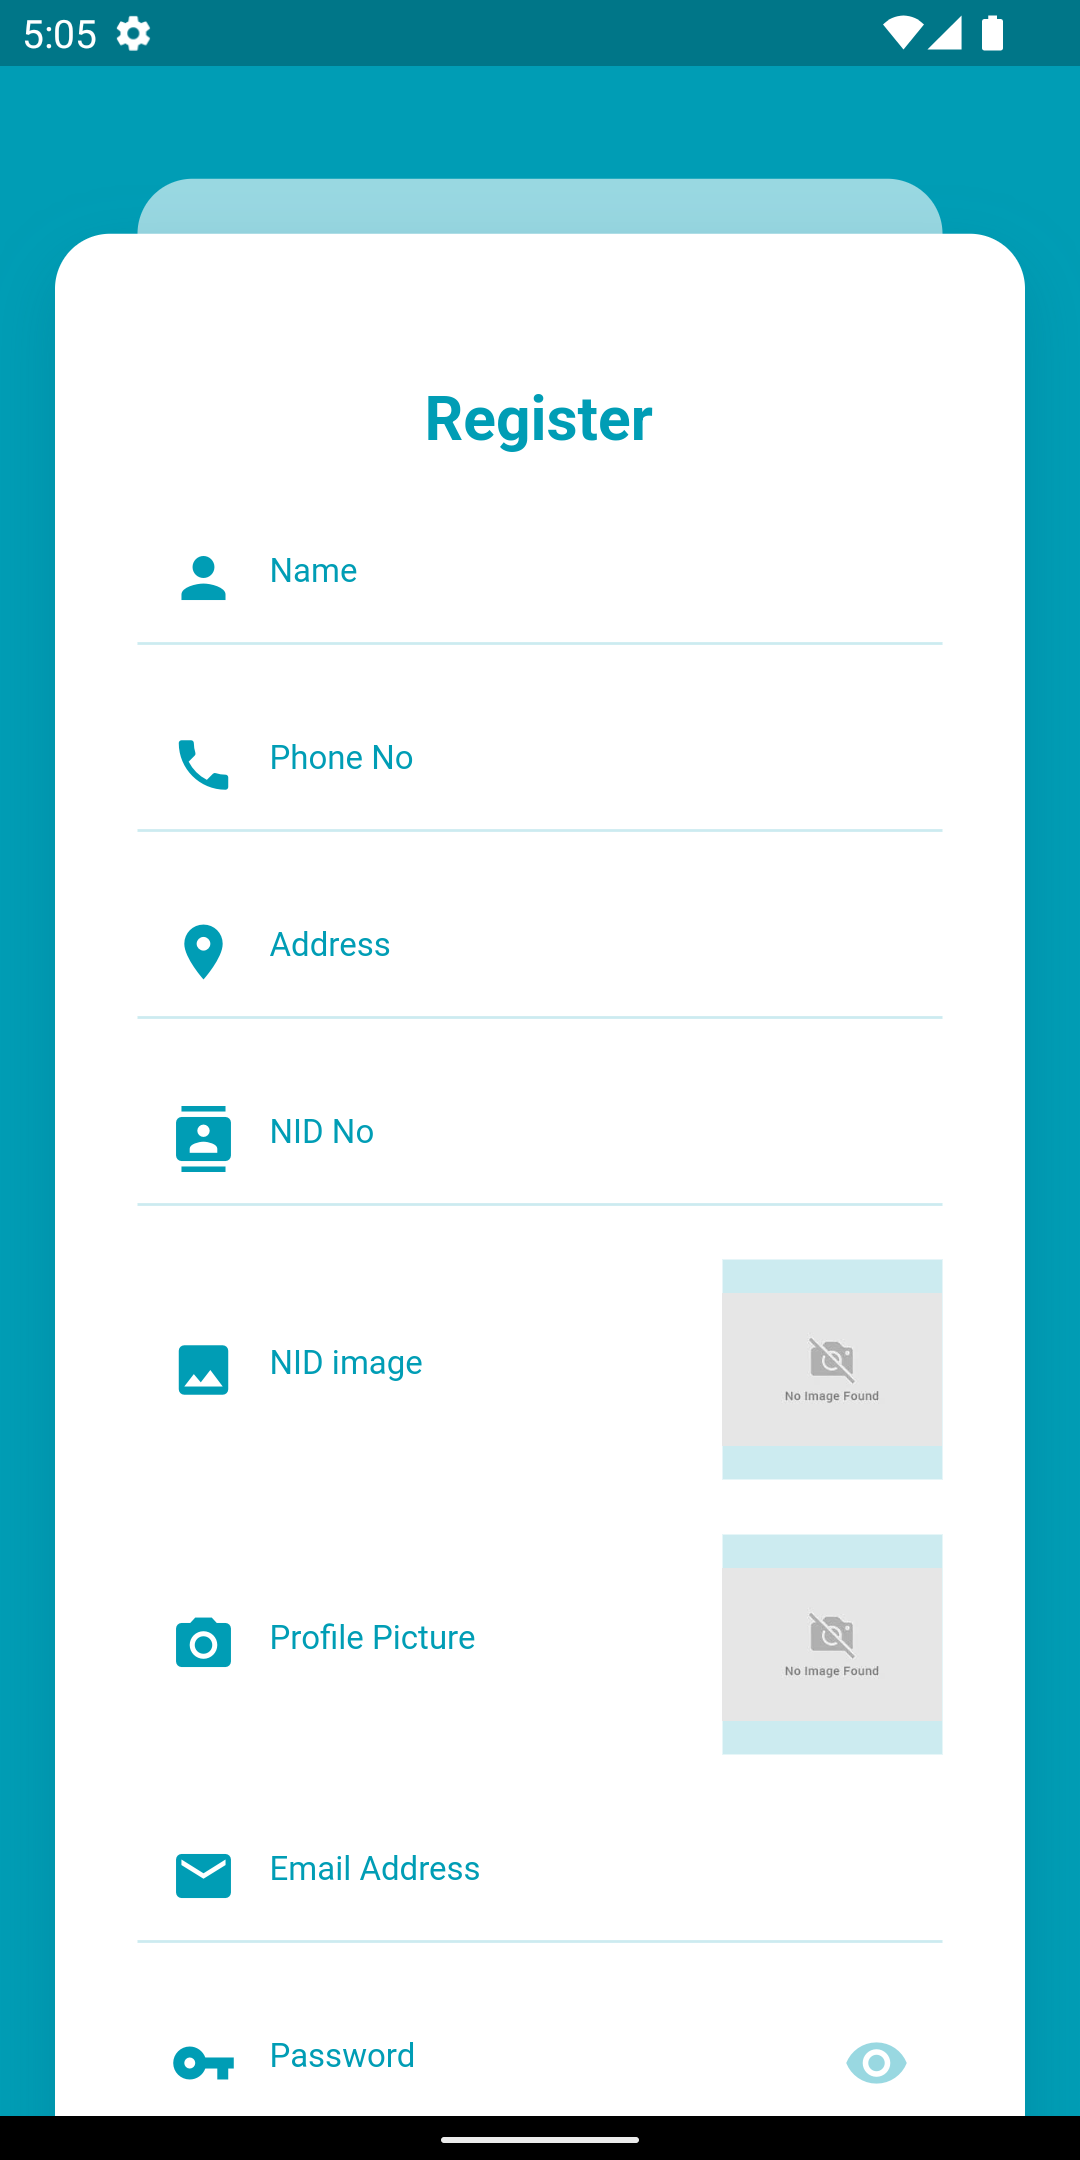 5:05
Register
Name
Phone No
Address
NID No
NID image
No Image Found
Profile Picture
No Image Found
Email Address
Password